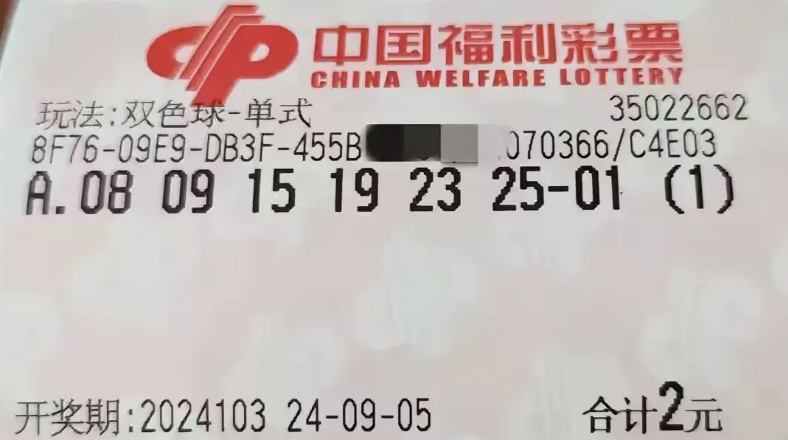 中国福利彩票
CHINA WELFARE LOTTERY
玩法:双色球-单式 35022662
8F76-09E9-DB3F-455B 070366/C4E03
A.08 09 15 19 23 25-01 (1)
开奖期:2024103 24-09-05 合计2元